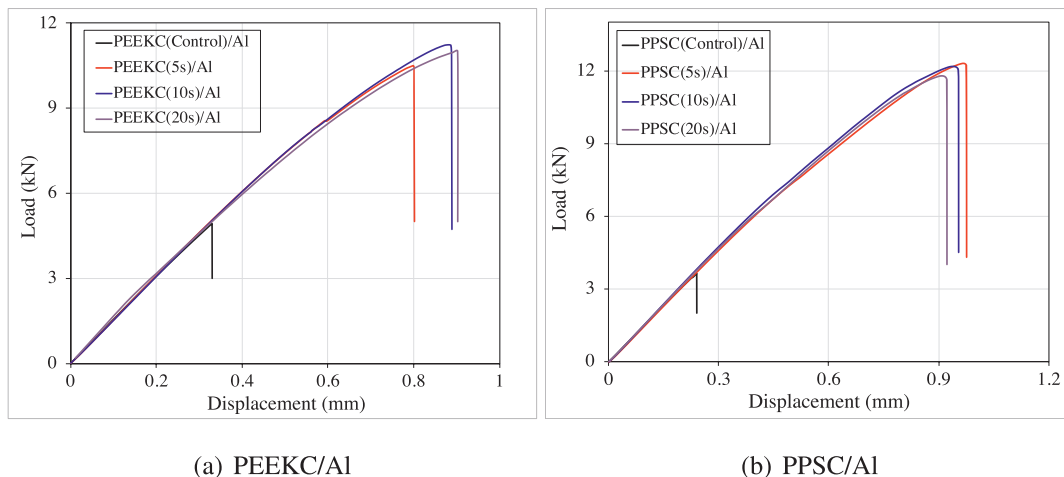 12
9
6
3
0
Load (kN)
PEEKC(Control)/Al
PEEKC(5s)/Al
PEEKC(10s)/Al
PEEKC(20s)/Al
0 0.2 0.4 0.6 0.8 1
Displacement (mm)
(a) PEEKC/Al
15
12
9
6
3
0
Load (kN)
PPSC(Control)/Al
PPSC(5s)/Al
PPSC(10s)/Al
PPSC(20s)/Al
0 0.3 0.6 0.9 1.2
Displacement (mm)
(b) PPSC/Al